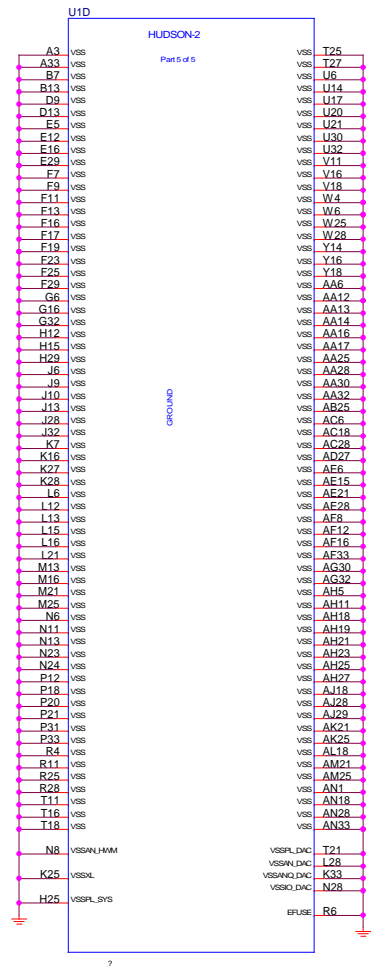 U1D
HUDSON-2
Part 5 of 5
A3 VSS VSS T25
A33 VSS VSS T27
B7 VSS VSS U6
B13 VSS VSS U14
D9 VSS VSS U17
D13 VSS VSS U20
E5 VSS VSS U21
E12 VSS VSS U30
E16 VSS VSS U32
E29 VSS VSS V11
F7 VSS VSS V16
F9 VSS VSS V18
F11 VSS VSS W4
F13 VSS VSS W6
F16 VSS VSS W25
F17 VSS VSS W28
F19 VSS VSS Y14
F23 VSS VSS Y16
F25 VSS VSS Y18
F29 VSS VSS AA6
G6 VSS VSS AA12
G16 VSS VSS AA13
G32 VSS VSS AA14
H12 VSS VSS AA16
H15 VSS VSS AA17
H29 VSS VSS AA25
J6 VSS VSS AA28
J9 VSS VSS AA30
J10 VSS VSS AA32
J13 VSS VSS AB25
J28 VSS VSS AC6
J32 VSS VSS AC18
K7 VSS VSS AC28
K16 VSS VSS AD27
K27 VSS VSS AE6
K28 VSS VSS AE15
L6 VSS VSS AE21
L12 VSS VSS AE28
L13 VSS VSS AF8
L15 VSS VSS AF12
L16 VSS VSS AF16
L21 VSS VSS AF33
M13 VSS VSS AG30
M16 VSS VSS AG32
M21 VSS VSS AH5
M25 VSS VSS AH11
N6 VSS VSS AH18
N11 VSS VSS AH19
N13 VSS VSS AH21
N23 VSS VSS AH23
N24 VSS VSS AH25
P12 VSS VSS AH27
P18 VSS VSS AJ18
P20 VSS VSS AJ28
P21 VSS VSS AJ29
P31 VSS VSS AK21
P33 VSS VSS AK25
R4 VSS VSS AL18
R11 VSS VSS AM21
R25 VSS VSS AM25
R28 VSS VSS AN1
T11 VSS VSS AN18
T16 VSS VSS AN28
T18 VSS VSS AN33
GROUND
N8 VSSAN_HWM VSSPL_DAC T21
VSSAN_DAC L28
K25 VSSXL VSSANQ_DAC K33
VSSIO_DAC N28
H25 VSSPL_SYS
EFUSE R6
?